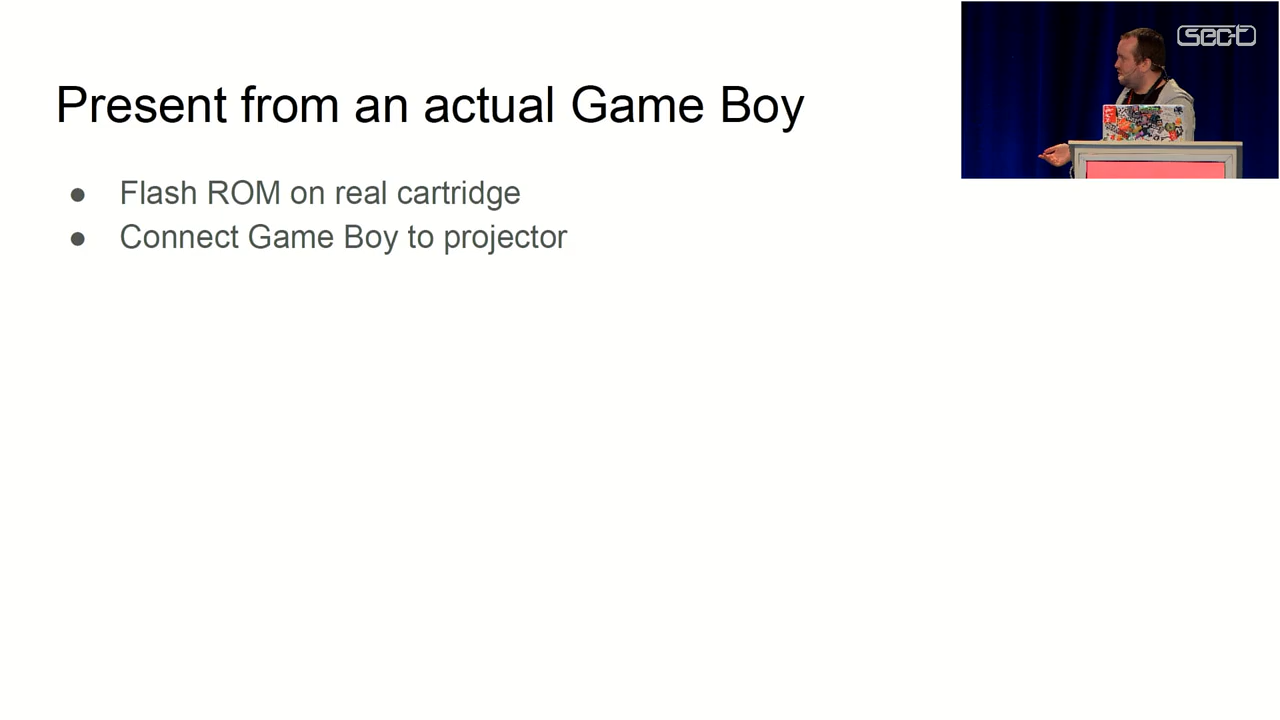 Present from an actual Game Boy
● Flash ROM on real cartridge
● Connect Game Boy to projector
sec-t